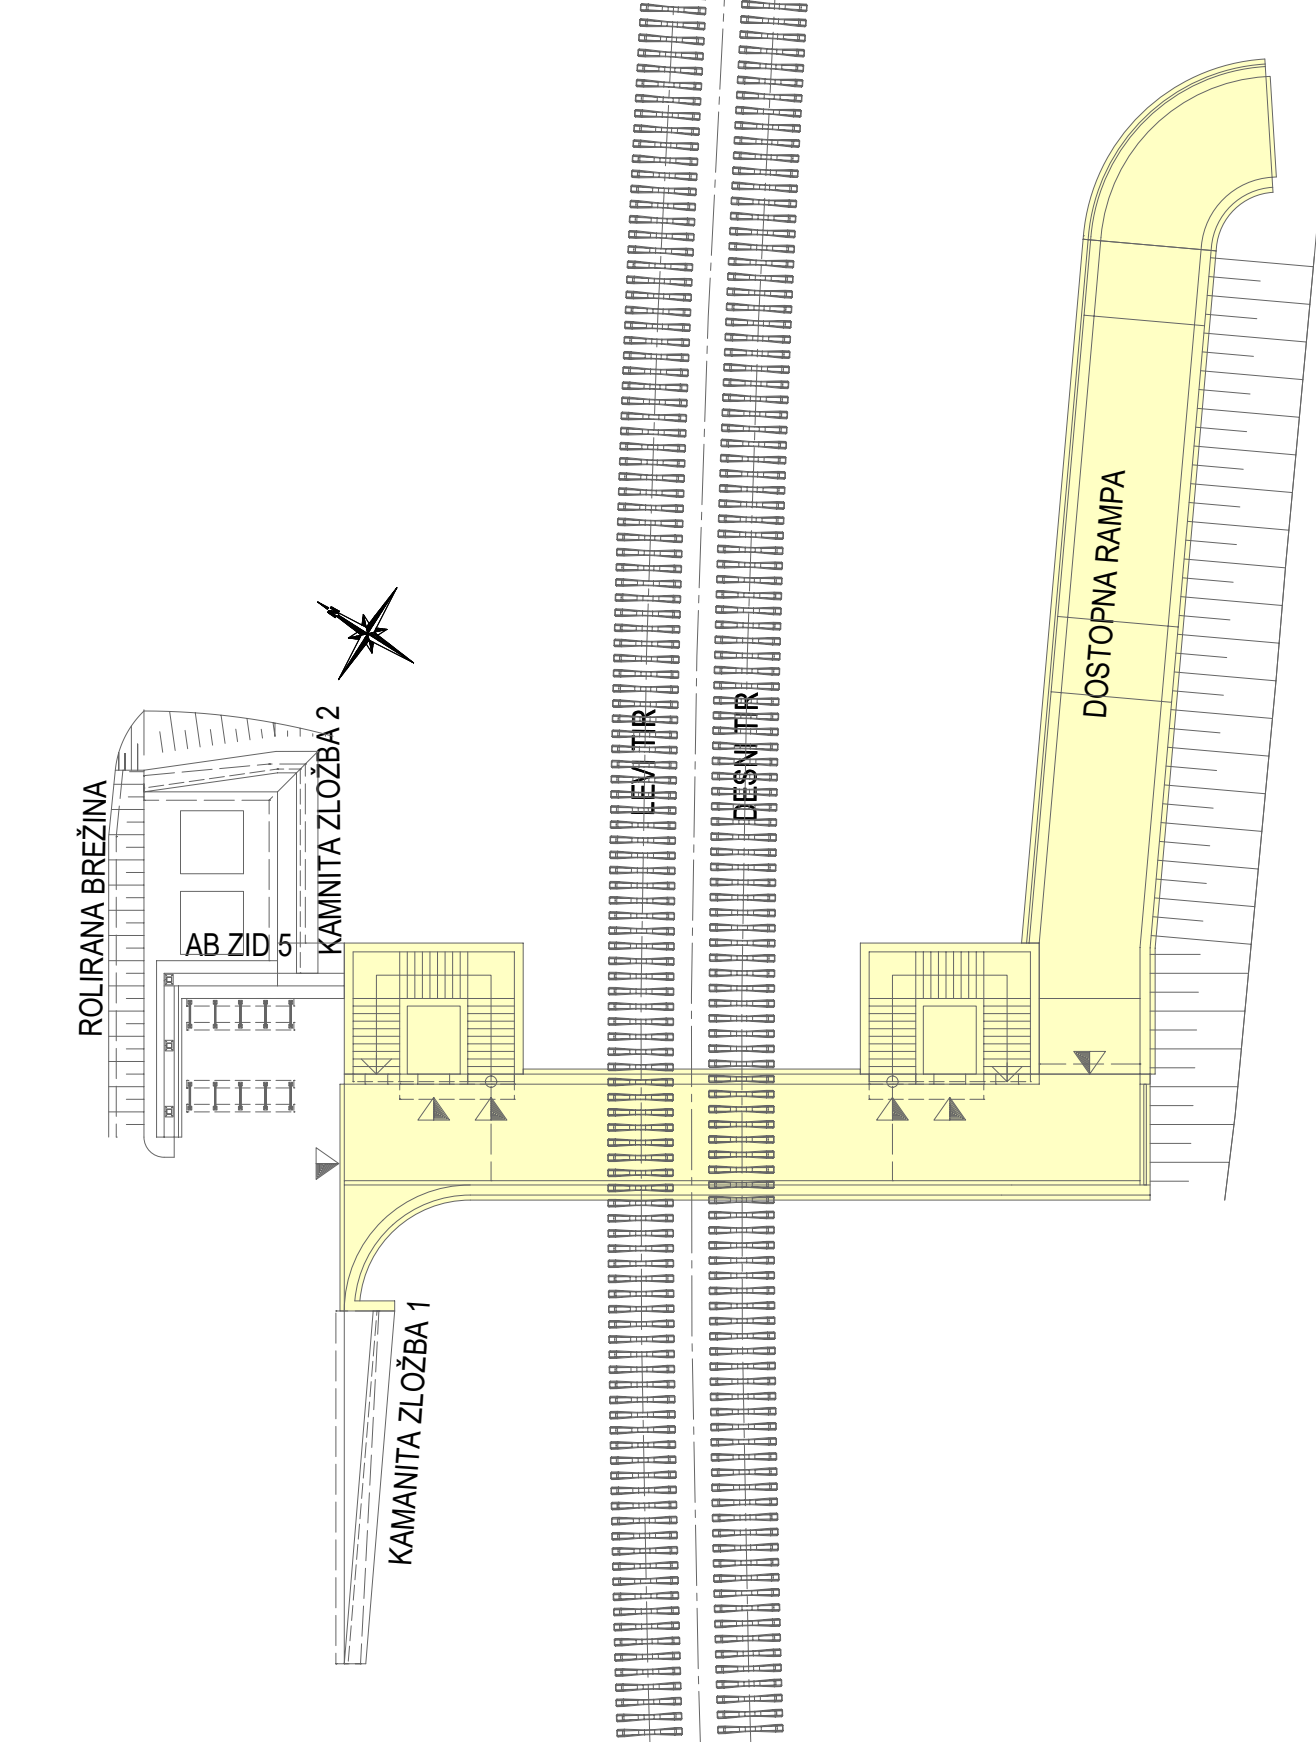 DOSTOPNA RAMPA
LEVI TIR
DESNI TIR
KAMNITA ZLOŽBA 2
ROLIRANA BREŽINA
AB ZID 5
KAMANITA ZLOŽBA 1